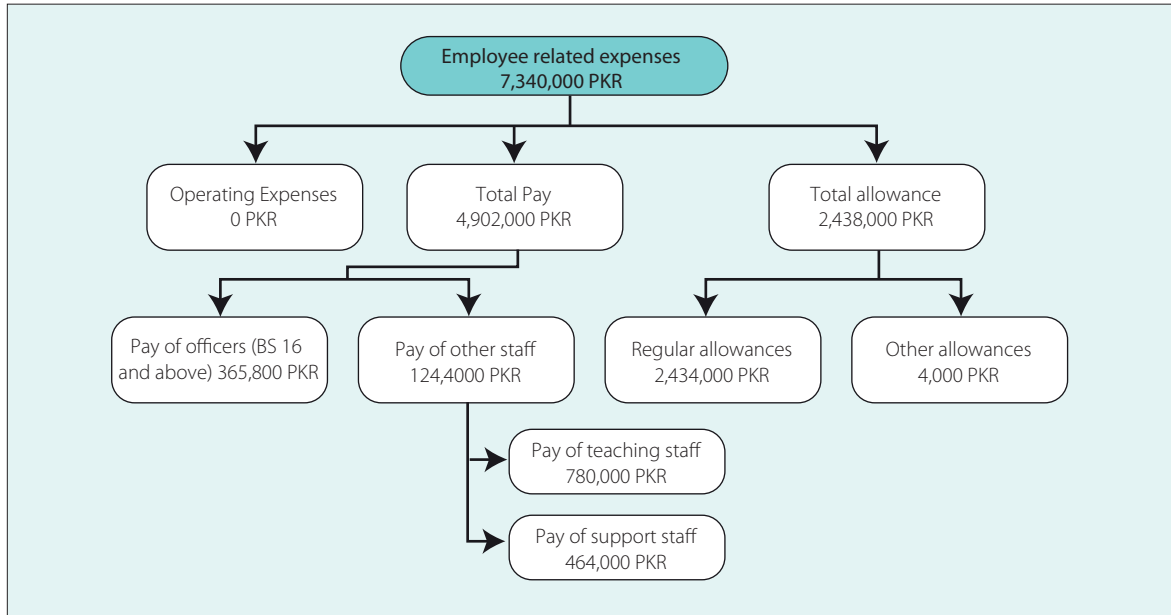 Employee related expenses
7,340,000 PKR
Operating Expenses
0 PKR
Total Pay
4,902,000 PKR
Total allowance
2,438,000 PKR
Pay of officers (BS 16
and above) 365,800 PKR
Pay of other staff
124,4000 PKR
Regular allowances
2,434,000 PKR
Other allowances
4,000 PKR
Pay of teaching staff
780,000 PKR
Pay of support staff
464,000 PKR